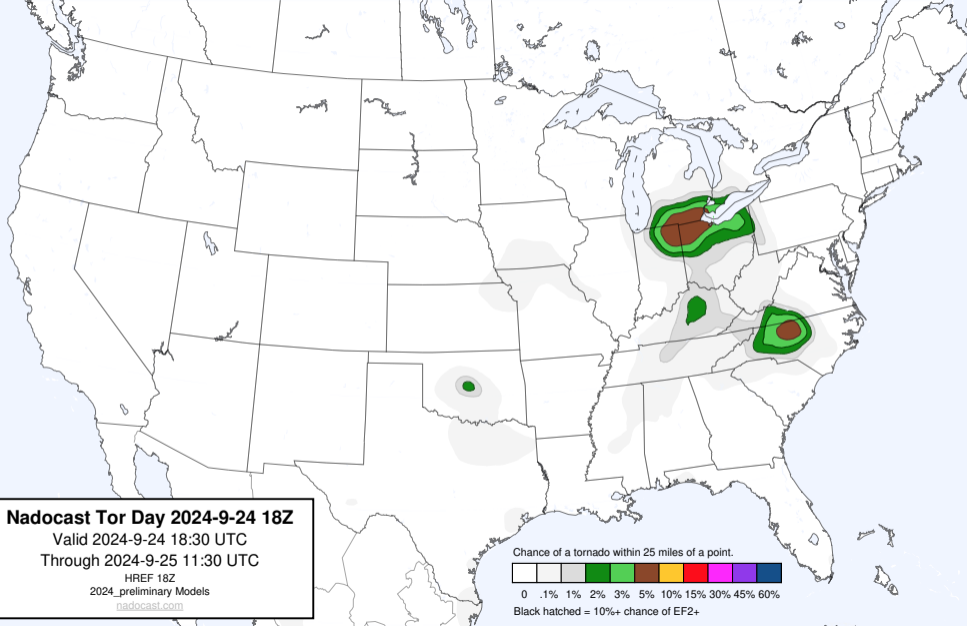 Nadocast Tor Day 2024-9-24 18Z
Valid 2024-9-24 18:30 UTC
Through 2024-9-25 11:30 UTC
HREF 18Z
2024_preliminary Models
nadocast.com
Chance of a tornado within 25 miles of a point.
0 .1% 1% 2% 3% 5% 10% 15% 30% 45% 60%
Black hatched = 10%+ chance of EF2+